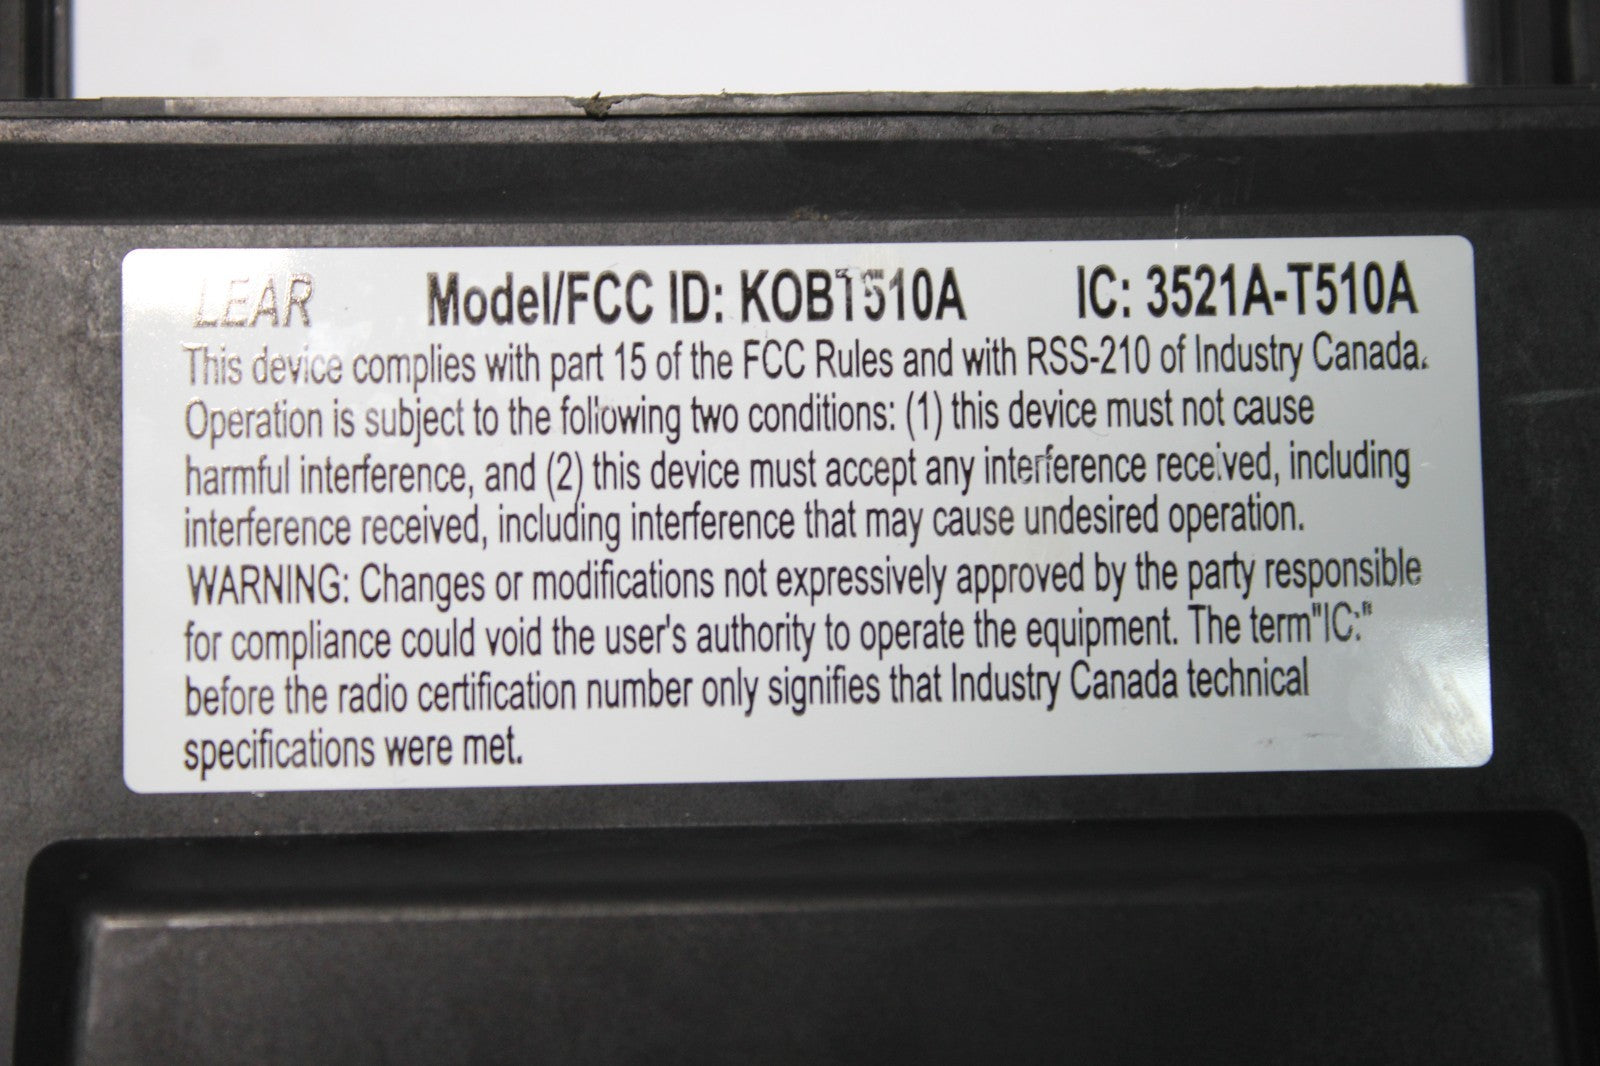 LEAR Model/FCC ID: KOBT510A IC: 3521A-T510A
This device complies with part 15 of the FCC Rules and with RSS-210 of Industry Canada.
Operation is subject to the following two conditions: (1) this device must not cause
harmful interference, and (2) this device must accept any interference received, including
interference received, including interference that may cause undesired operation.
WARNING: Changes or modifications not expressively approved by the party responsible
for compliance could void the user's authority to operate the equipment. The term"IC:"
before the radio certification number only signifies that Industry Canada technical
specifications were met.